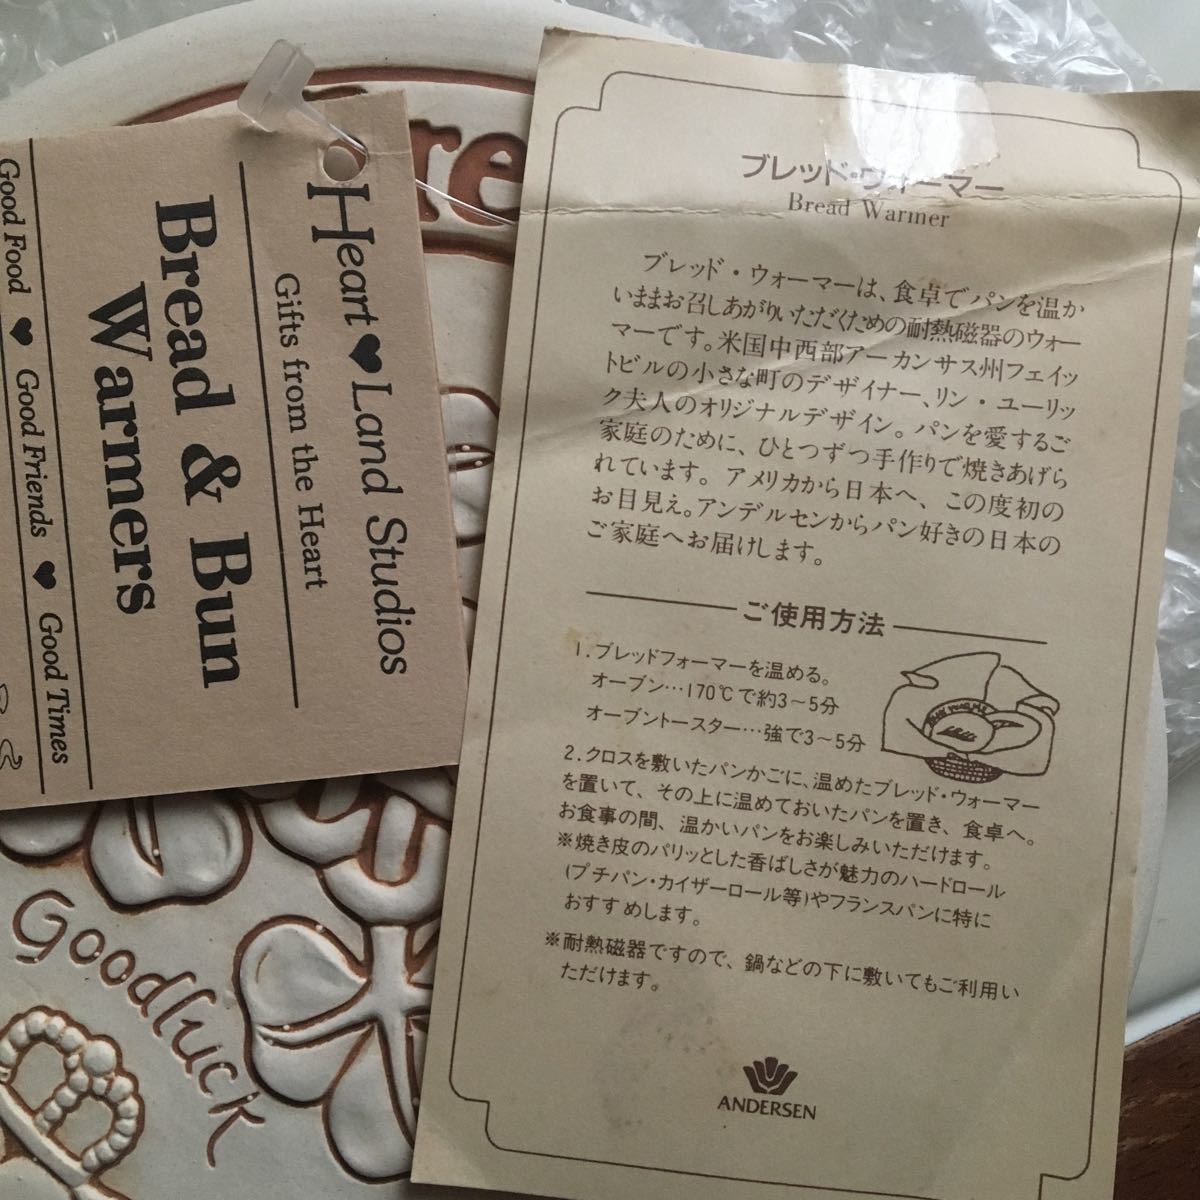 Heart♥Land Studios
Gifts from the Heart
Bread & Bun
Warmers
Good Food ♥ Good Friends ♥ Good Times
re
Goodluck
ブレッド・ウォーマー
Bread Warmer
ブレッド・ウォーマーは、食卓でパンを温か
いままお召しあがりいただくための耐熱磁器のウォー
マーです。米国中西部アーカンサス州フェイッ
トビルの小さな町のデザイナー、リン・ユーリッ
ク夫人のオリジナルデザイン。パンを愛するご
家庭のために、ひとつずつ手作りで焼きあげら
れています。アメリカから日本へ、この度初の
お目見え。アンデルセンからパン好きの日本の
ご家庭へお届けします。
ご使用方法
1.ブレッドフォーマーを温める。
オーブン…170℃で約3~5分
オーブントースター…強で3~5分
2.クロスを敷いたパンかごに、温めたブレッド・ウォーマー
を置いて、その上に温めておいたパンを置き、食卓へ。
お食事の間、温かいパンをお楽しみいただけます。
※焼き皮のパリッとした香ばしさが魅力のハードロール
(プチパン・カイザーロール等)やフランスパンに特に
おすすめします。
※耐熱磁器ですので、鍋などの下に敷いてもご利用い
ただけます。
ANDERSEN